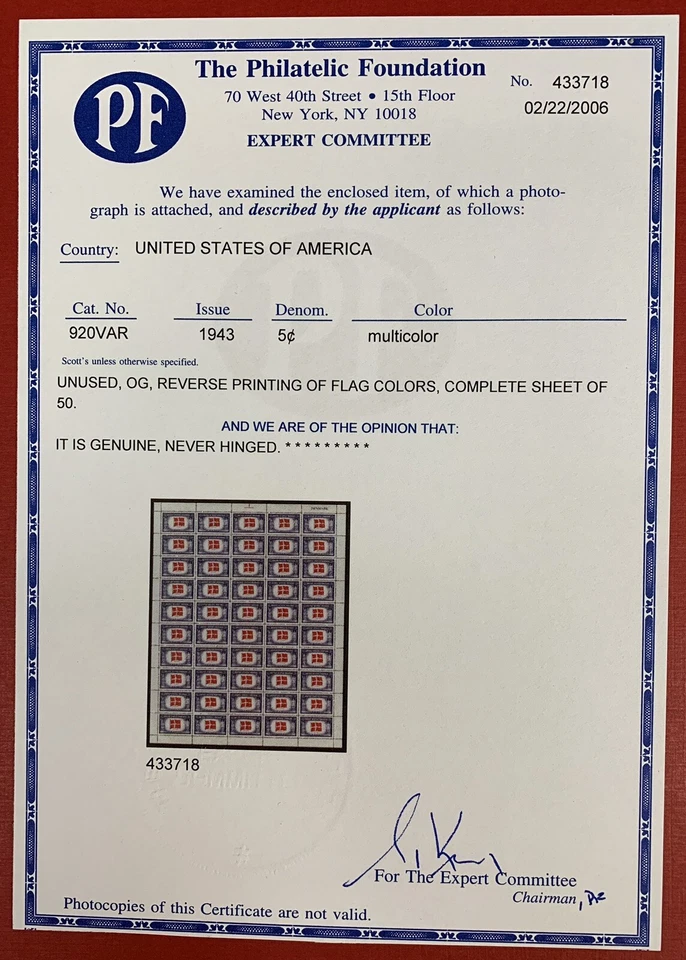 PF
The Philatelic Foundation
70 West 40th Street • 15th Floor
New York, NY 10018
EXPERT COMMITTEE
No. 433718
02/22/2006
We have examined the enclosed item, of which a photo-
graph is attached, and described by the applicant as follows:
Country: UNITED STATES OF AMERICA
Cat. No. Issue Denom. Color
920VAR 1943 5¢ multicolor
Scott's unless otherwise specified.
UNUSED, OG, REVERSE PRINTING OF FLAG COLORS, COMPLETE SHEET OF
50.
AND WE ARE OF THE OPINION THAT:
IT IS GENUINE, NEVER HINGED. * * * * * * * * *
433718
For The Expert Committee
Chairman,
Photocopies of this Certificate are not valid.